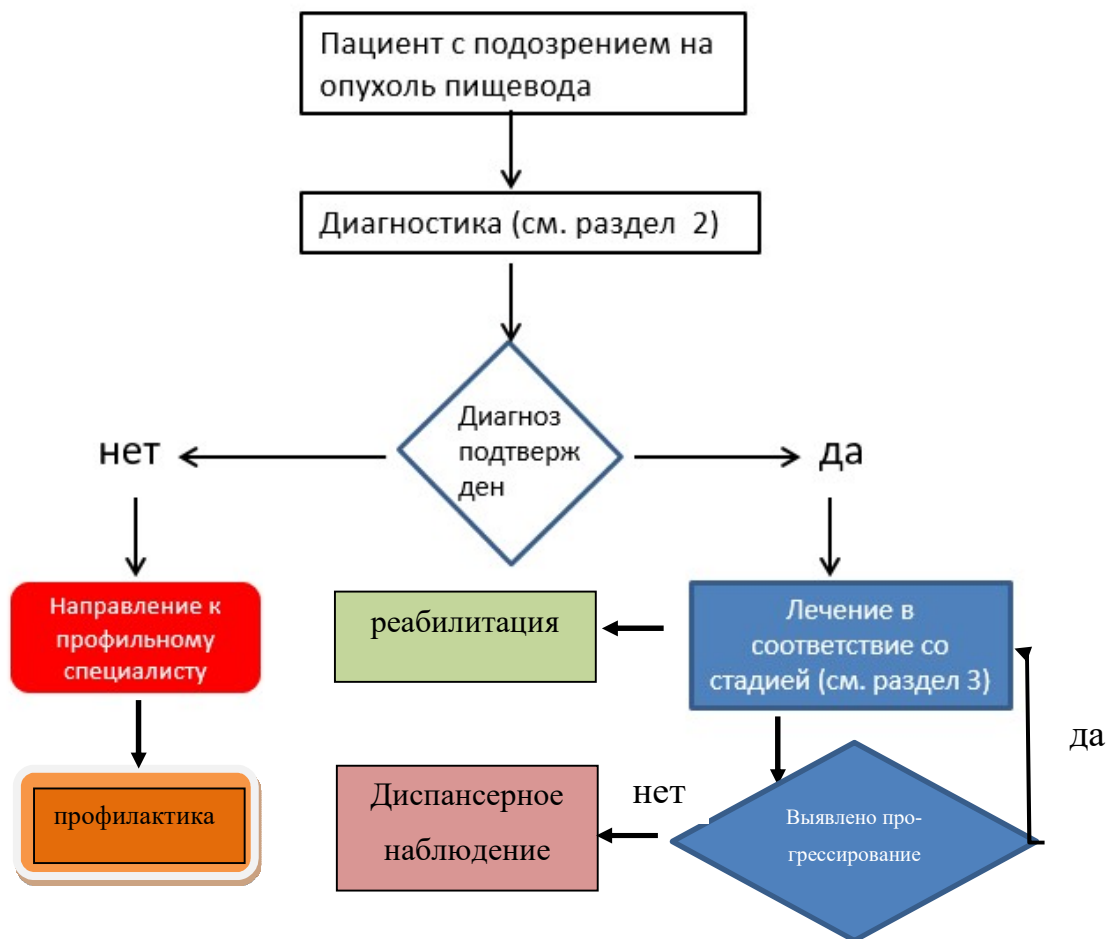 Пациент с подозрением на
опухоль пищевода
Диагностика (см. раздел 2)
Диагноз
подтверж
ден
нет
да
Направление к
профильному
специалисту
реабилитация
Лечение в
соответствие со
стадией (см. раздел 3)
да
профилактика
Диспансерное
наблюдение
нет
Выявлено про-
грессирование